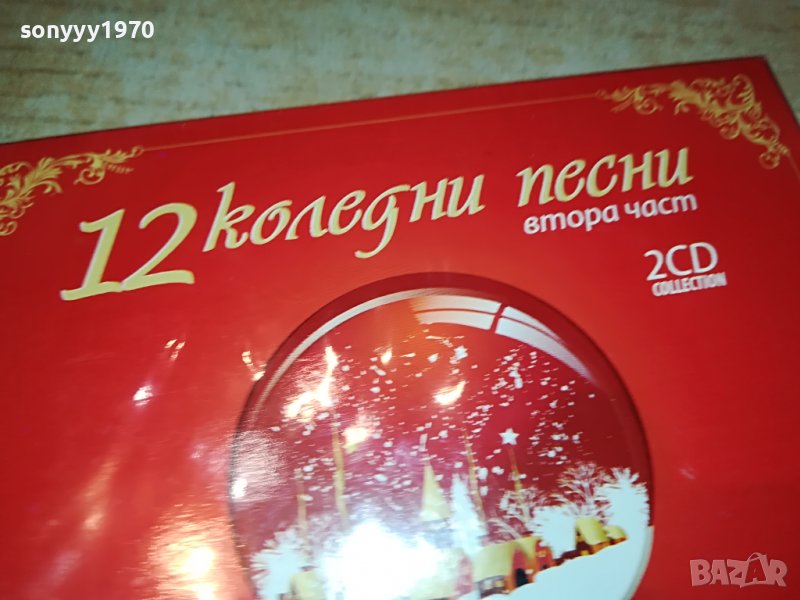 sonyyy1970
12 коледни песни
втора част
2CD
COLLECTION
BAZAR